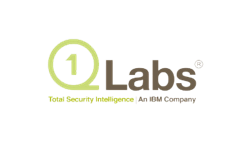 Q1 Labs®
Total Security Intelligence | An IBM Company